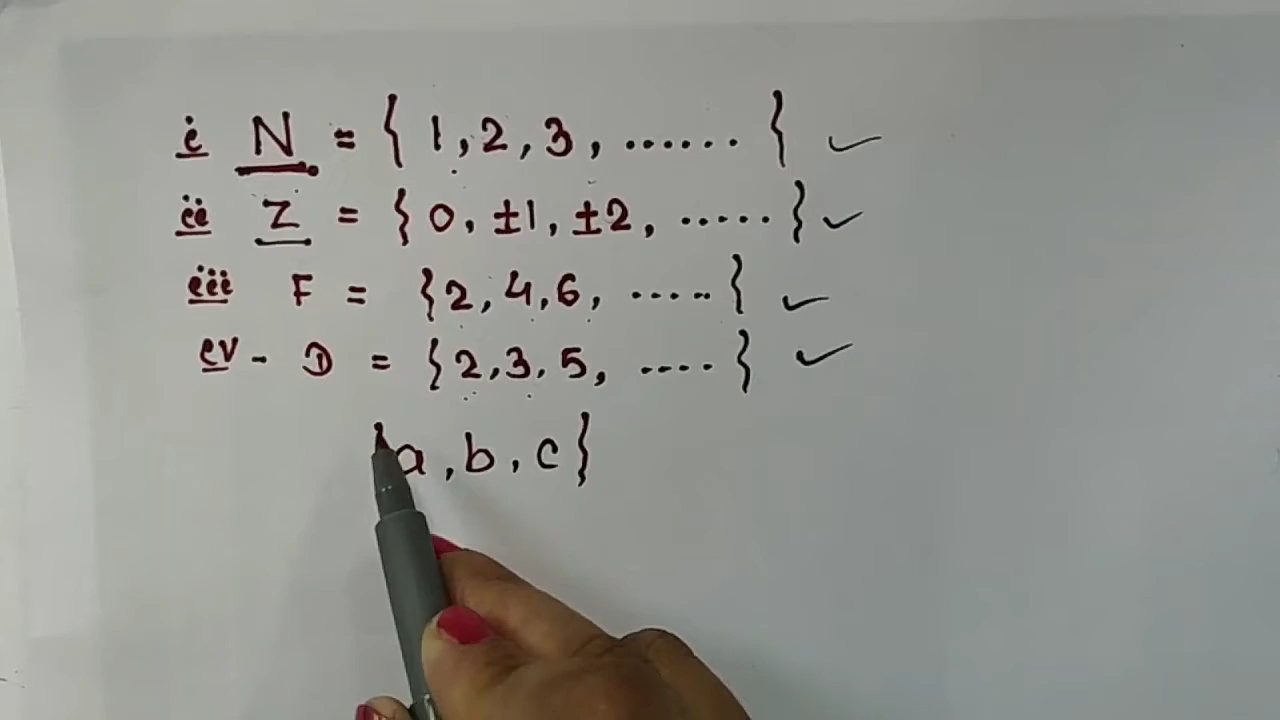 i N = { 1, 2, 3, ...... } ✓
ii Z = { 0, ±1, ±2, ..... } ✓
iii F = { 2, 4, 6, ..... } ✓
iv - D = { 2, 3, 5, .... } ✓
{ a, b, c }